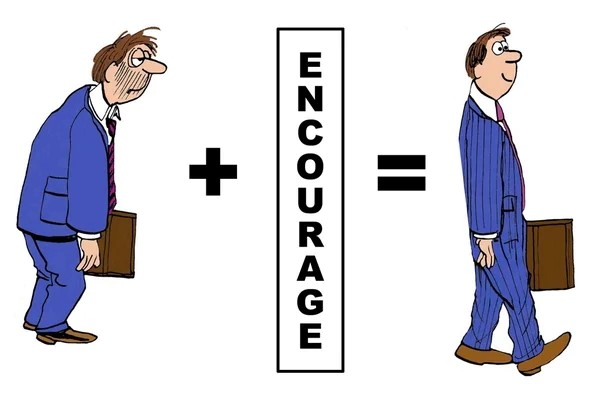 + ENCOURAGE =